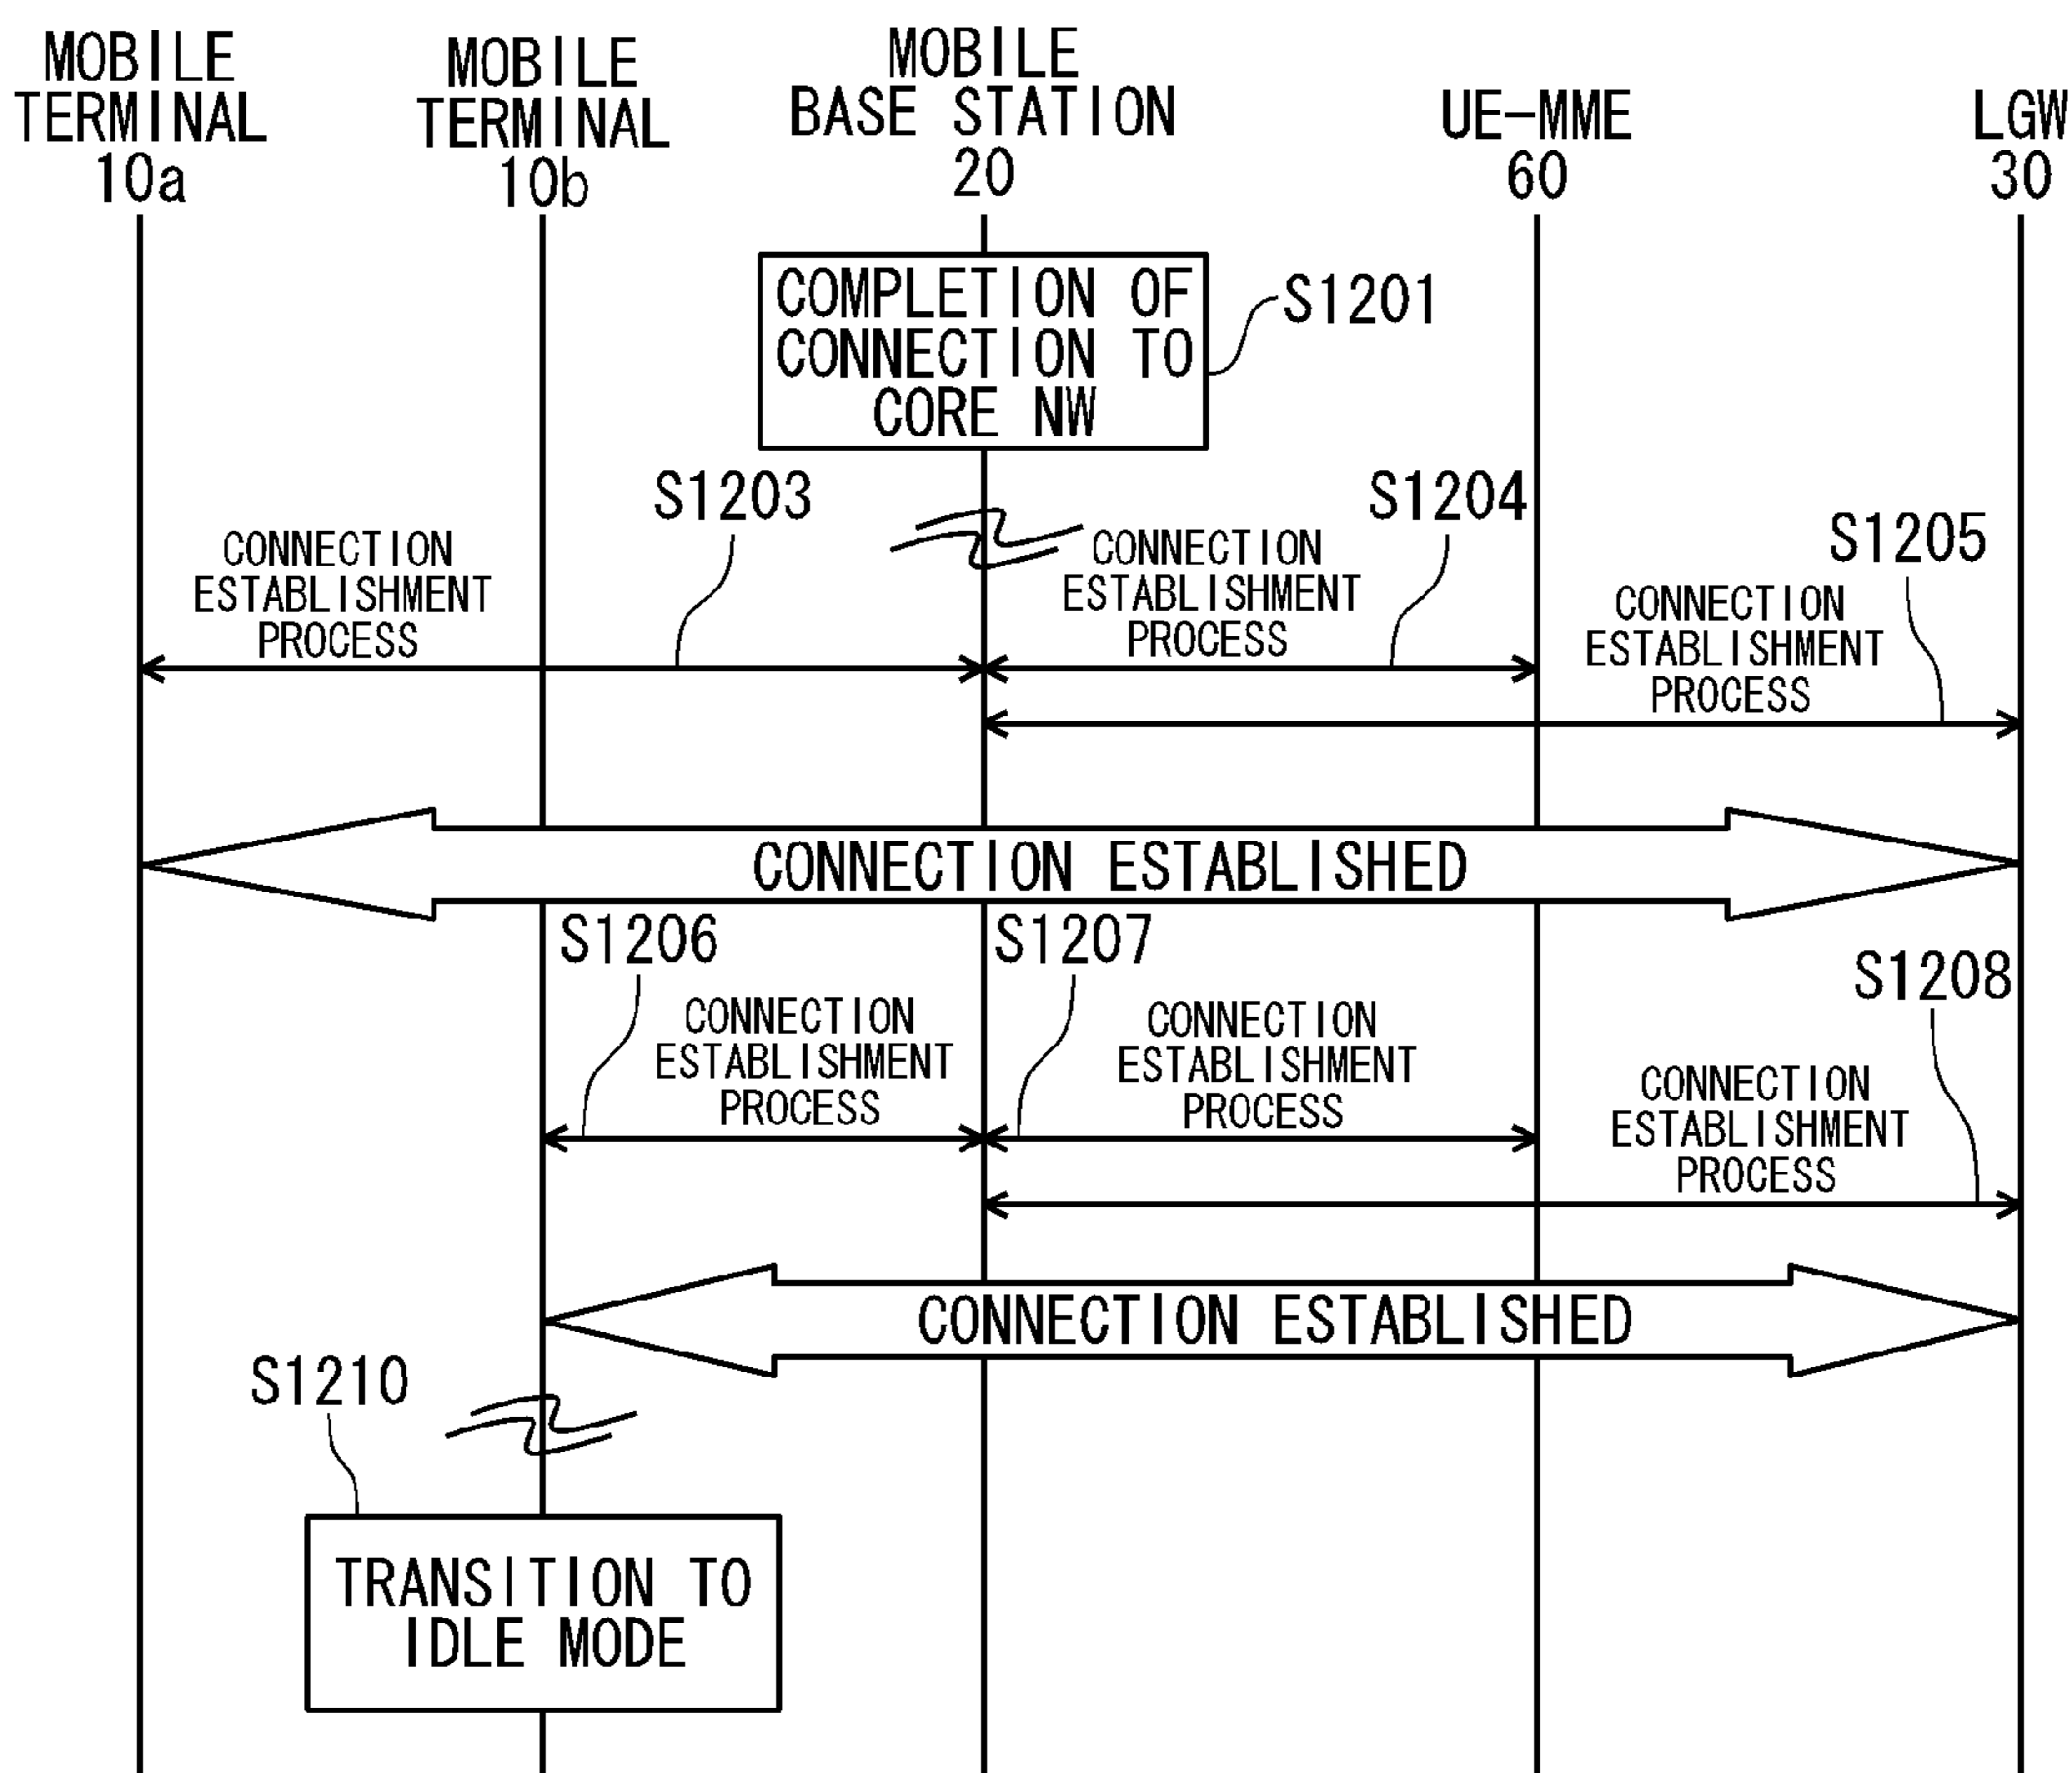 MOBILE
TERMINAL
10a
MOBILE
TERMINAL
10b
MOBILE
BASE STATION
20
UE-MME
60
LGW
30
COMPLETION OF
CONNECTION TO
CORE NW
S1201
S1203
CONNECTION
ESTABLISHMENT
PROCESS
S1204
CONNECTION
ESTABLISHMENT
PROCESS
S1205
CONNECTION
ESTABLISHMENT
PROCESS
CONNECTION ESTABLISHED
S1206
CONNECTION
ESTABLISHMENT
PROCESS
S1207
CONNECTION
ESTABLISHMENT
PROCESS
S1208
CONNECTION
ESTABLISHMENT
PROCESS
CONNECTION ESTABLISHED
S1210
TRANSITION TO
IDLE MODE